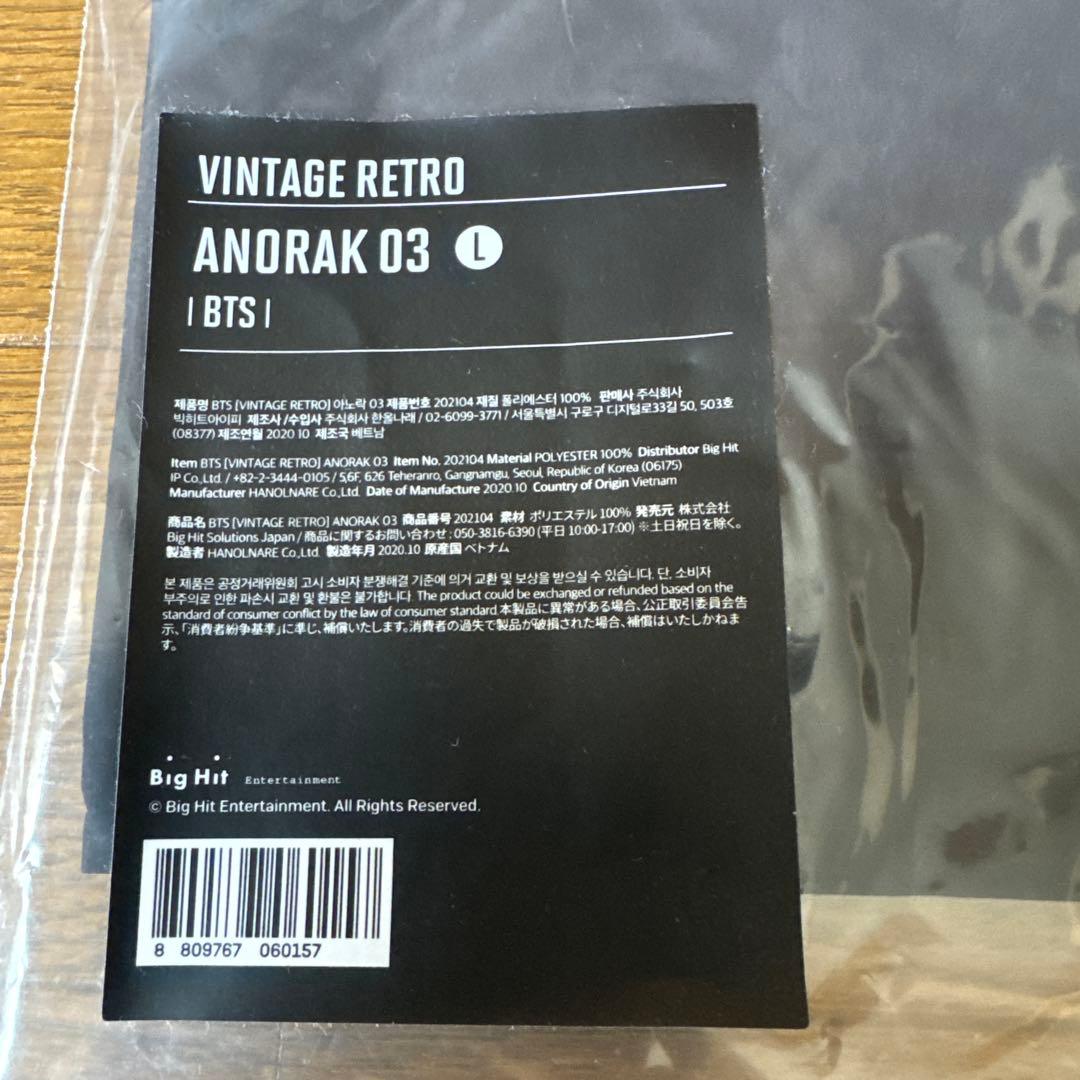 VINTAGE RETRO
ANORAK 03 L
| BTS |
제품명 BTS [VINTAGE RETRO] 아노락 03 제품번호 202104 재질 폴리에스터 100% 판매사 주식회사
빅히트아이피 제조사/수입사 주식회사 한올나래 / 02-6099-3771 / 서울특별시 구로구 디지털로33길 50, 503호
(08377) 제조연월 2020.10 제조국 베트남
Item BTS [VINTAGE RETRO] ANORAK 03 Item No. 202104 Material POLYESTER 100% Distributor Big Hit
IP Co.,Ltd. / +82-2-3444-0105 / 5,6F, 626 Teheranro, Gangnamgu, Seoul, Republic of Korea (06175)
Manufacturer HANOLNARE Co.,Ltd. Date of Manufacture 2020.10 Country of Origin Vietnam
商品名 BTS [VINTAGE RETRO] ANORAK 03 商品番号 202104 素材 ポリエステル 100% 発売元 株式会社
Big Hit Solutions Japan / 商品に関するお問い合わせ : 050-3816-6390 (平日 10:00-17:00) ※土日祝日を除く。
製造者 HANOLNARE Co.,Ltd. 製造年月 2020.10 原産国 ベトナム
본 제품은 공정거래위원회 고시 소비자 분쟁해결 기준에 의거 교환 및 보상을 받으실 수 있습니다. 단, 소비자
부주의로 인한 파손시 교환 및 환불은 불가합니다. The product could be exchanged or refunded based on the
standard of consumer conflict by the law of consumer standard. 本製品に異常がある場合、公正取引委員会告
示、「消費者紛争基準」に準じ、補償いたします。消費者の過失で製品が破損された場合、補償はいたしかねま
す。
Big Hit Entertainment
© Big Hit Entertainment. All Rights Reserved.
8 809767 060157